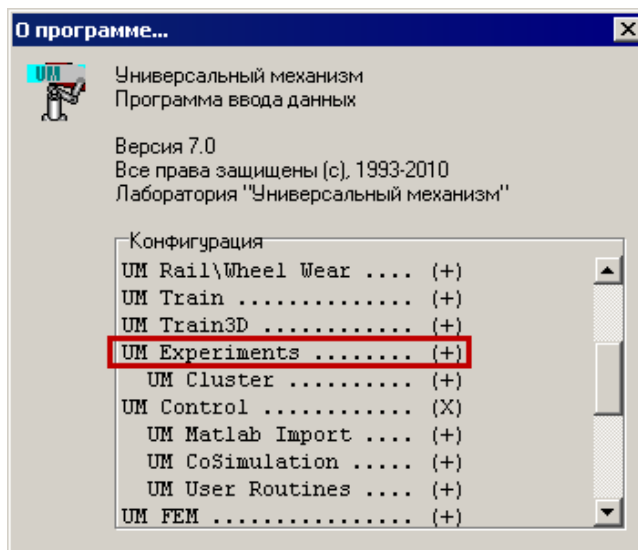 О программе...
UM
Универсальный механизм
Программа ввода данных
Версия 7.0
Все права защищены (c), 1993-2010
Лаборатория "Универсальный механизм"
Конфигурация
UM Rail\Wheel Wear .... (+)
UM Train .............. (+)
UM Train3D ............ (+)
UM Experiments ........ (+)
UM Cluster .......... (+)
UM Control ............ (X)
UM Matlab Import .... (+)
UM CoSimulation ..... (+)
UM User Routines .... (+)
UM FEM ................ (+)